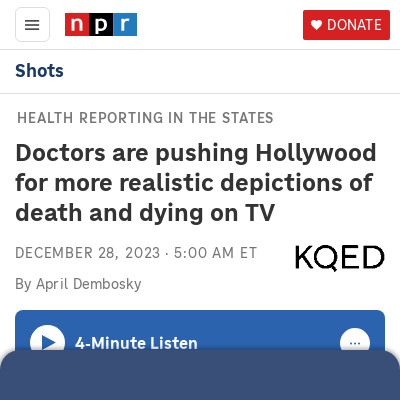 npr
DONATE
Shots
HEALTH REPORTING IN THE STATES
Doctors are pushing Hollywood
for more realistic depictions of
death and dying on TV
DECEMBER 28, 2023 · 5:00 AM ET
KQED
By April Dembosky
4-Minute Listen